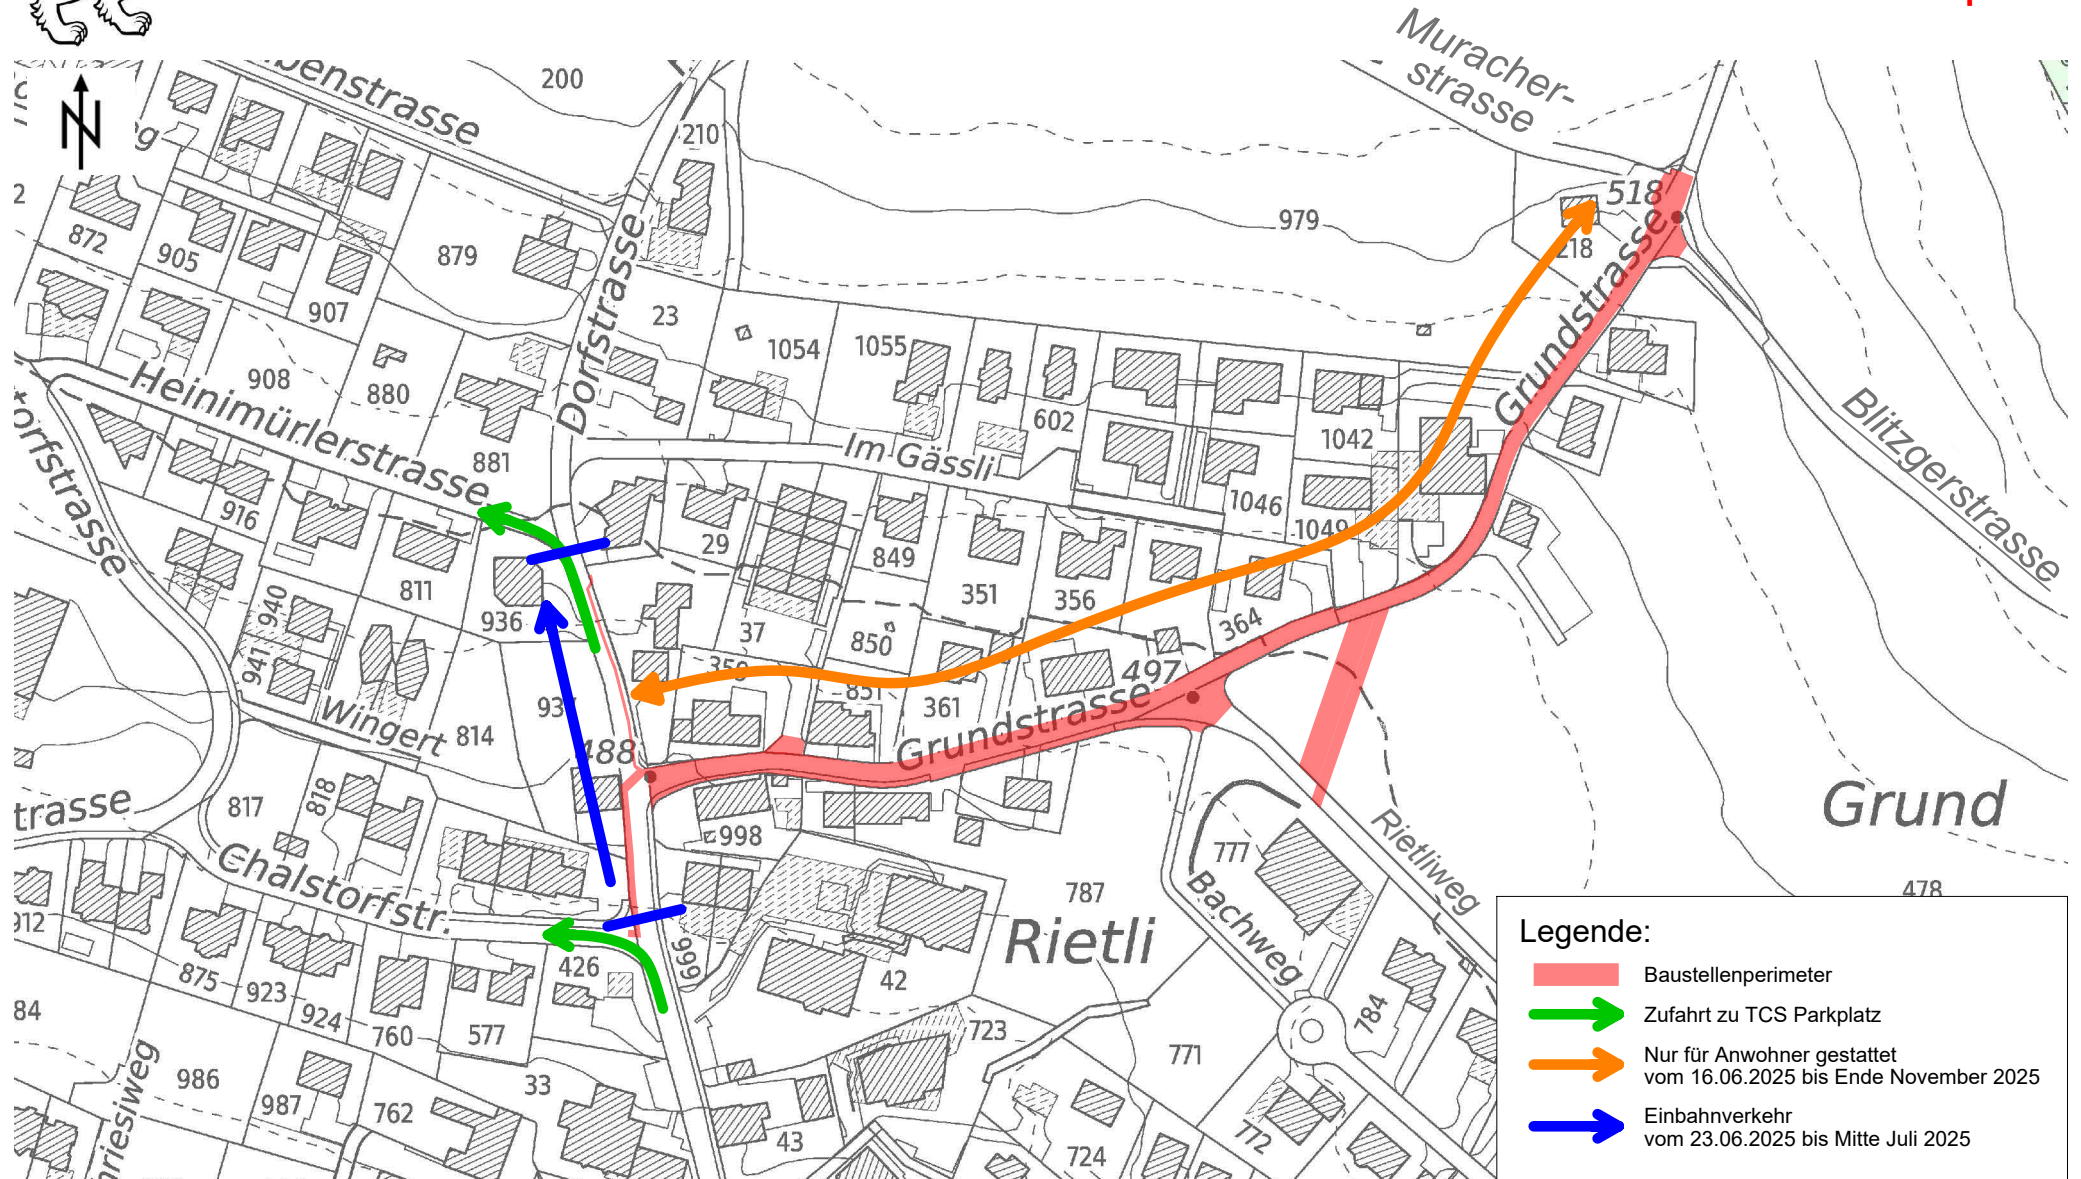 benstrasse
200
210
Muracher-
strasse
872
905
879
907
979
518
218
23
1054
1055
602
1042
Dorfstrasse
Grundstrasse
Heinimürlerstrasse
908
880
881
Im Gässli
1046
1049
Blitzgerstrasse
torfstrasse
916
811
940
941
936
29
849
351
356
364
37
850
851
361
497
Wingert
814
488
Grundstrasse
817
818
998
777
787
Rietliweg
Bachweg
Grund
478
trasse
Chalstorfstr.
912
875
923
924
760
577
426
999
42
Rietli
723
784
84
986
987
762
33
43
724
771
772
Legende:
Baustellenperimeter
Zufahrt zu TCS Parkplatz
Nur für Anwohner gestattet
vom 16.06.2025 bis Ende November 2025
Einbahnverkehr
vom 23.06.2025 bis Mitte Juli 2025